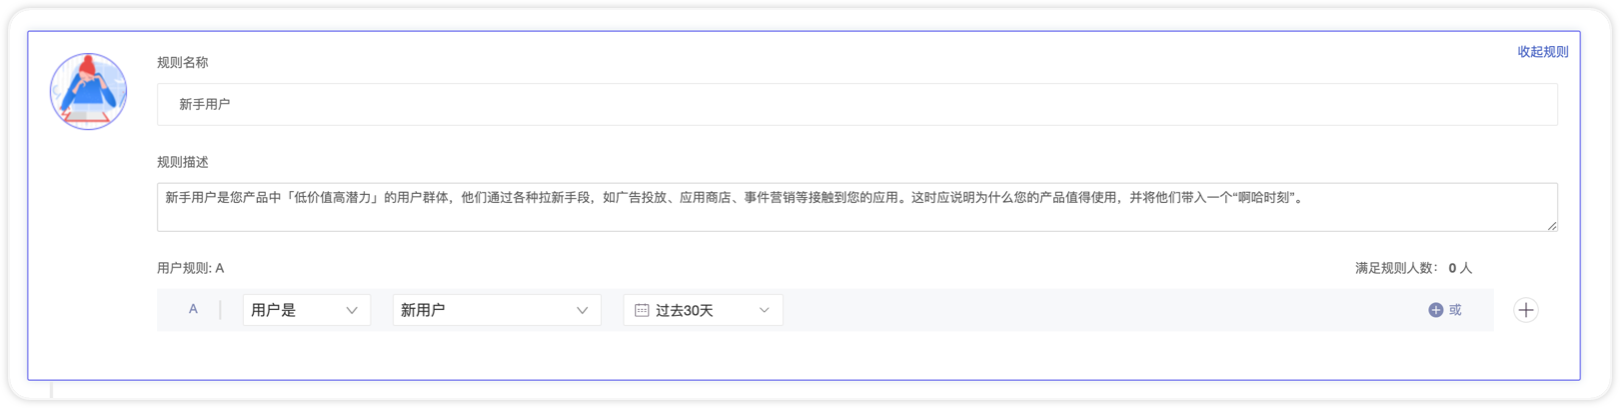 收起规则
规则名称
新手用户
规则描述
新手用户是您产品中「低价值高潜力」的用户群体，他们通过各种拉新手段，如广告投放、应用商店、事件营销等接触到您的应用。这时应说明为什么您的产品值得使用，并将他们带入一个“啊哈时刻”。
用户规则: A 满足规则人数： 0 人
A 用户是 新用户 过去30天 或